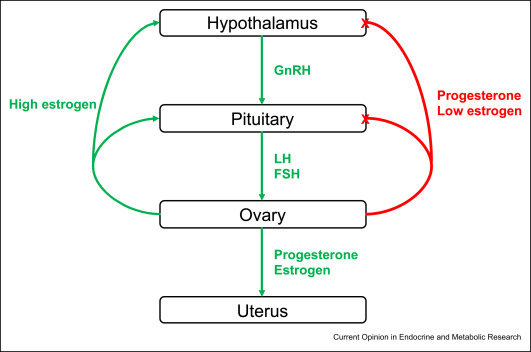 Hypothalamus
GnRH
High estrogen
Progesterone
Low estrogen
Pituitary
LH
FSH
Ovary
Progesterone
Estrogen
Uterus
Current Opinion in Endocrine and Metabolic Research